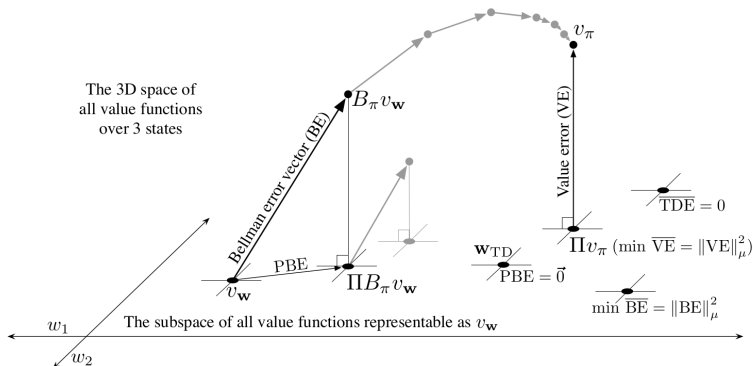 The 3D space of
all value functions
over 3 states
v_π
B_π v_w
Bellman error vector (BE)
Value error (VE)
TDE̅ = 0
Πv_π (min VE̅ = ‖VE‖²_μ)
w_TD
PBE = 0⃗
PBE
v_w
ΠB_π v_w
min BE̅ = ‖BE‖²_μ
w₁
The subspace of all value functions representable as v_w
w₂